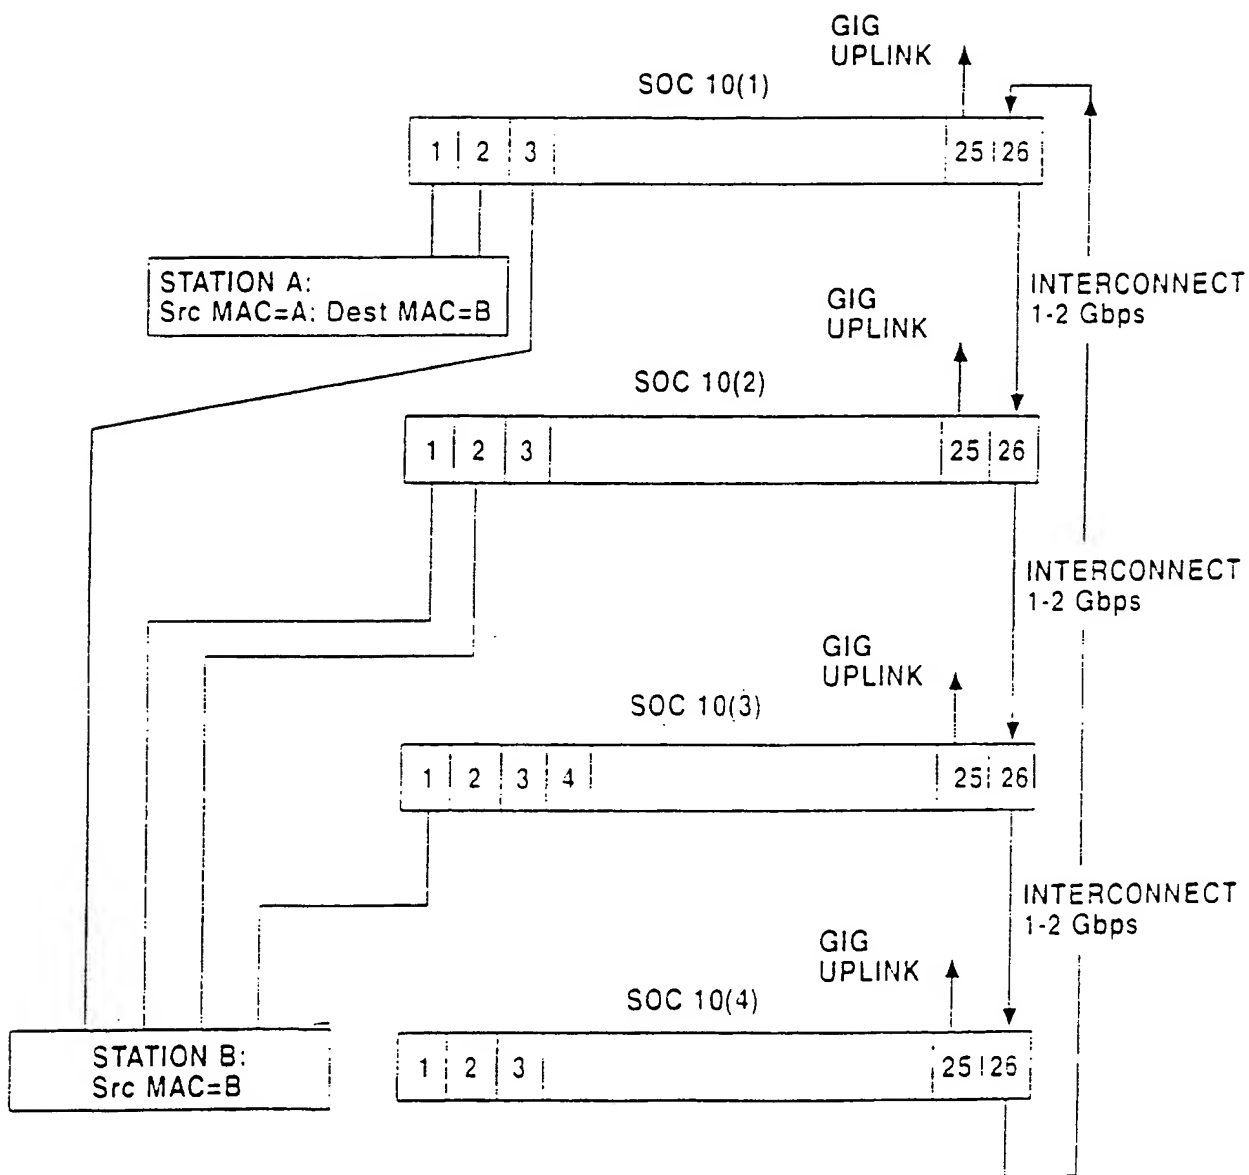 GIG
UPLINK
SOC 10(1)
1 2 3 25 26
STATION A:
Src MAC=A: Dest MAC=B
INTERCONNECT
1-2 Gbps
GIG
UPLINK
SOC 10(2)
1 2 3 25 26
INTERCONNECT
1-2 Gbps
GIG
UPLINK
SOC 10(3)
1 2 3 4 25 26
INTERCONNECT
1-2 Gbps
GIG
UPLINK
SOC 10(4)
1 2 3 25 26
STATION B:
Src MAC=B